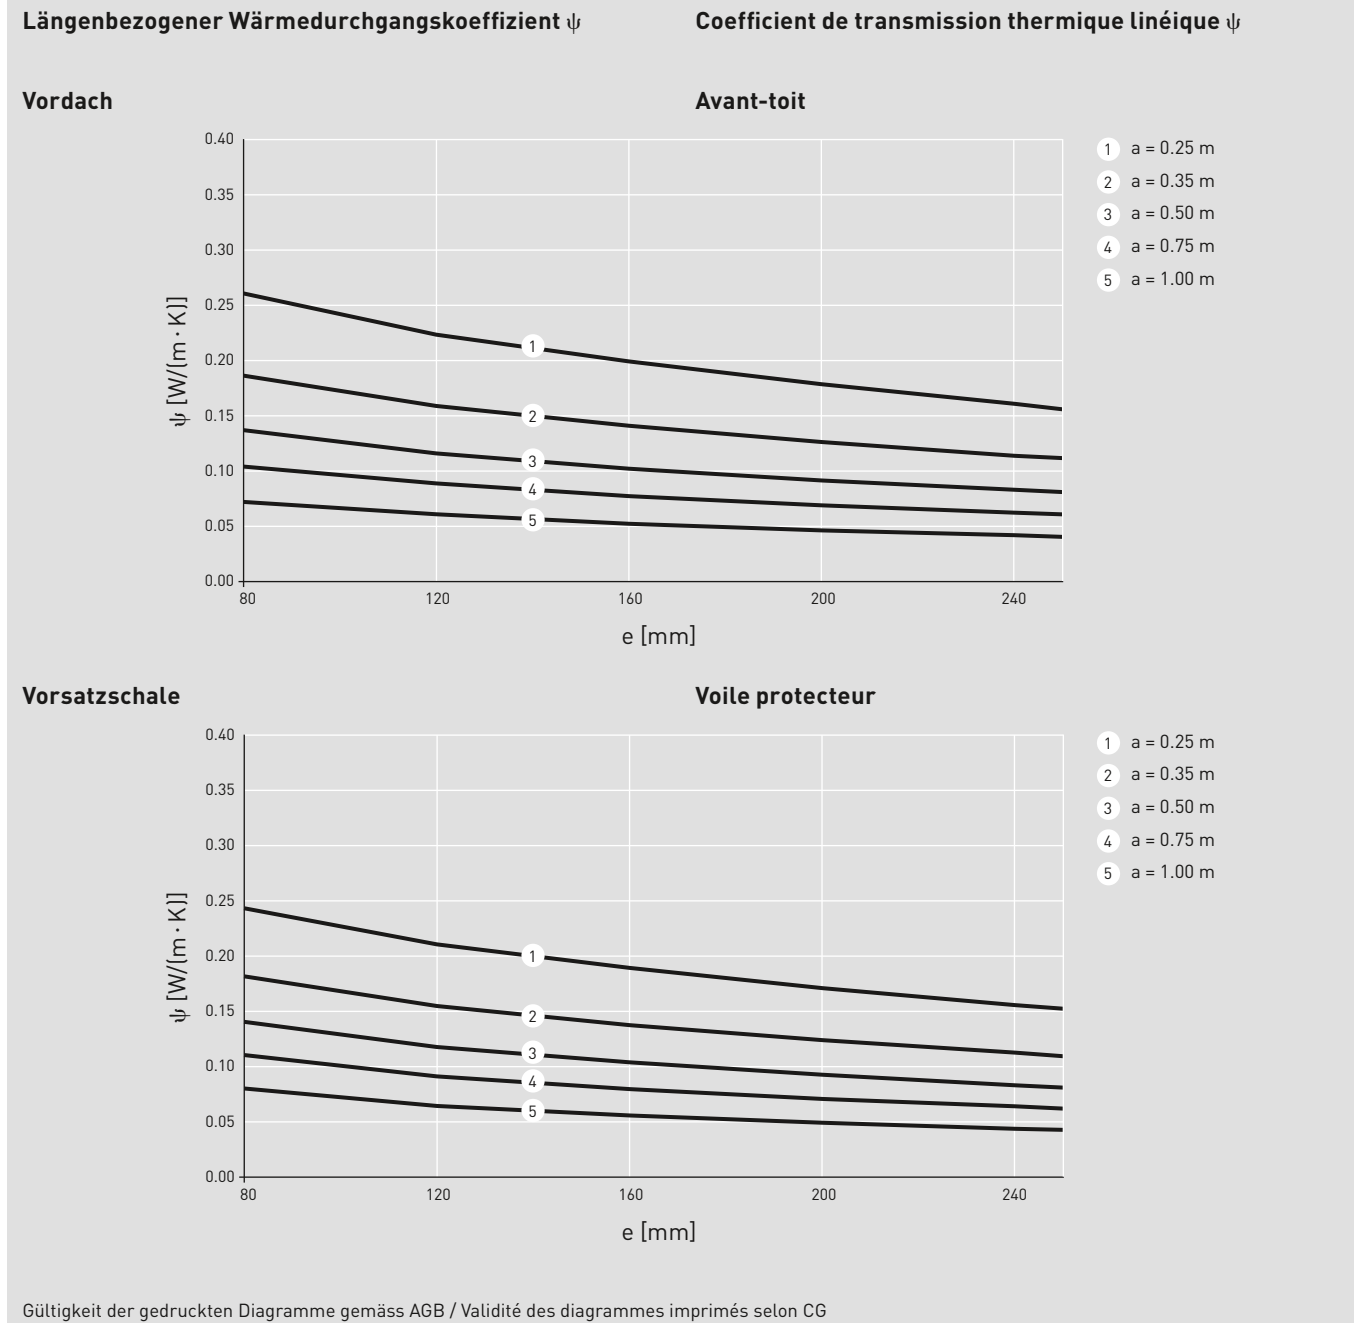 Längenbezogener Wärmedurchgangskoeffizient ψ
Coefficient de transmission thermique linéique ψ
Vordach
Avant-toit
0.40
0.35
0.30
0.25
0.20
0.15
0.10
0.05
0.00
ψ [W/(m · K)]
1
2
3
4
5
80 120 160 200 240
e [mm]
1 a = 0.25 m
2 a = 0.35 m
3 a = 0.50 m
4 a = 0.75 m
5 a = 1.00 m
Vorsatzschale
Voile protecteur
0.40
0.35
0.30
0.25
0.20
0.15
0.10
0.05
0.00
ψ [W/(m · K)]
1
2
3
4
5
80 120 160 200 240
e [mm]
1 a = 0.25 m
2 a = 0.35 m
3 a = 0.50 m
4 a = 0.75 m
5 a = 1.00 m
Gültigkeit der gedruckten Diagramme gemäss AGB / Validité des diagrammes imprimés selon CG